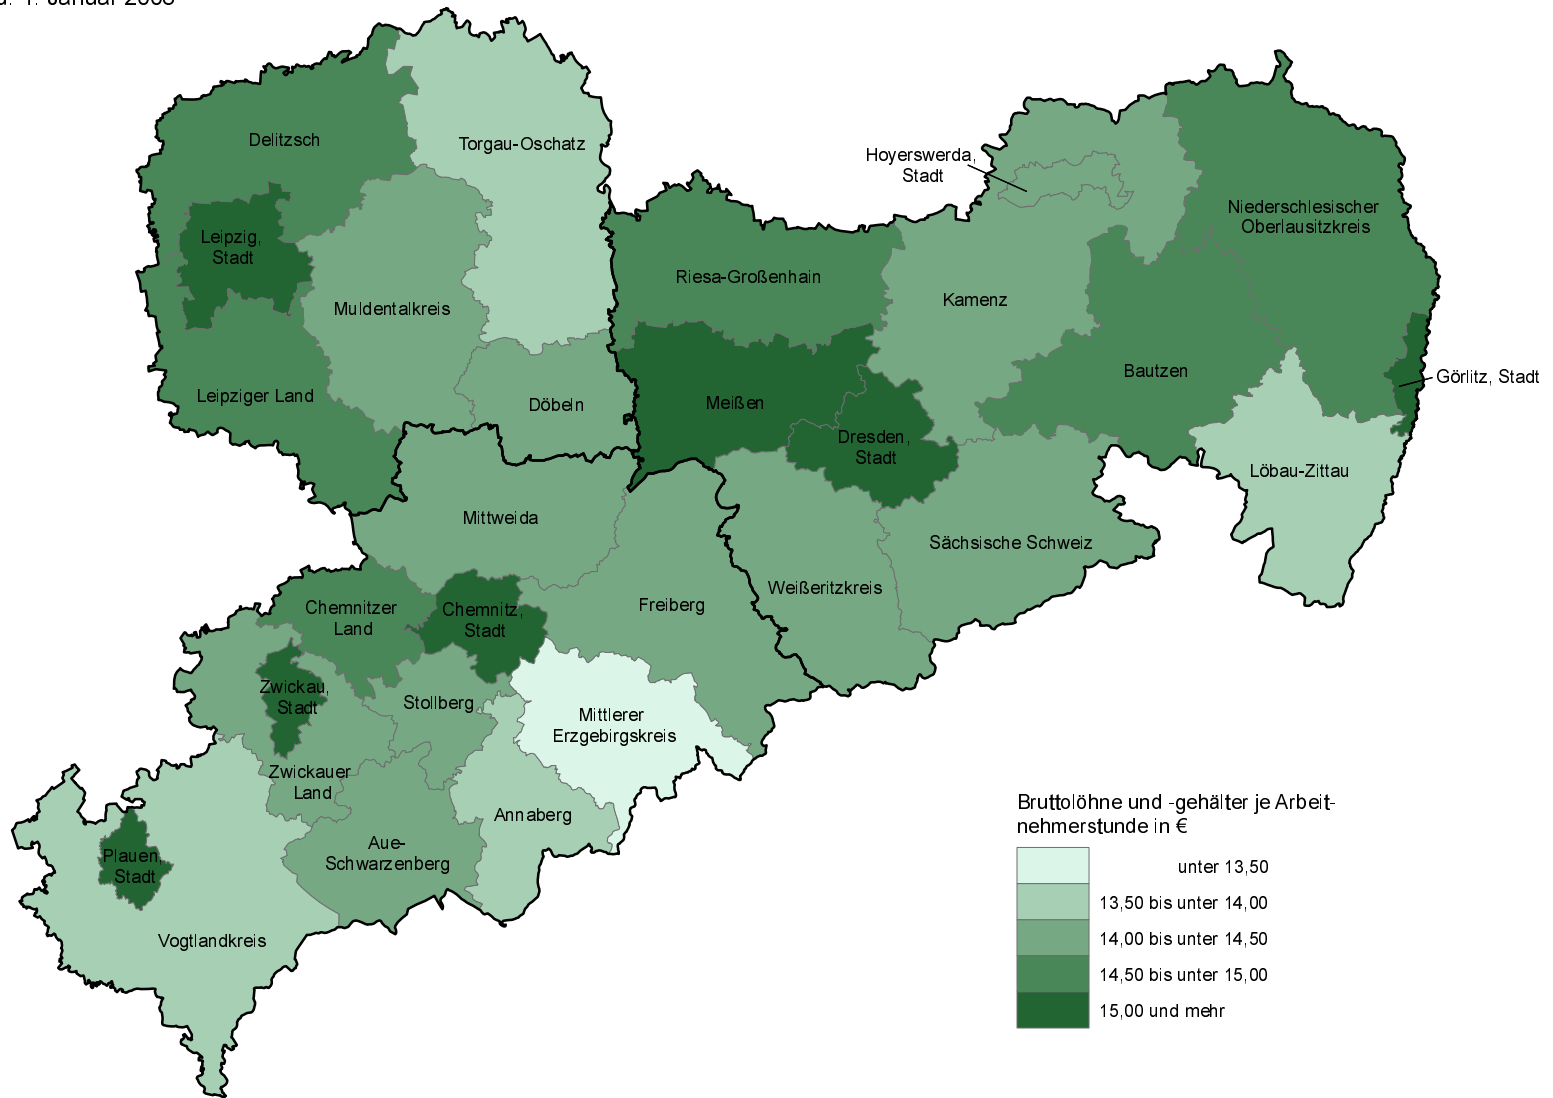 1. Januar 2008
Delitzsch
Torgau-Oschatz
Hoyerswerda,
Stadt
Niederschlesischer
Oberlausitzkreis
Leipzig,
Stadt
Riesa-Großenhain
Muldentalkreis
Kamenz
Bautzen
Görlitz, Stadt
Leipziger Land
Döbeln
Meißen
Dresden,
Stadt
Löbau-Zittau
Mittweida
Sächsische Schweiz
Weißeritzkreis
Freiberg
Chemnitzer
Land
Chemnitz,
Stadt
Zwickau,
Stadt
Stollberg
Mittlerer
Erzgebirgskreis
Zwickauer
Land
Annaberg
Aue-
Schwarzenberg
Plauen,
Stadt
Vogtlandkreis
Bruttolöhne und -gehälter je Arbeit-
nehmerstunde in €
unter 13,50
13,50 bis unter 14,00
14,00 bis unter 14,50
14,50 bis unter 15,00
15,00 und mehr